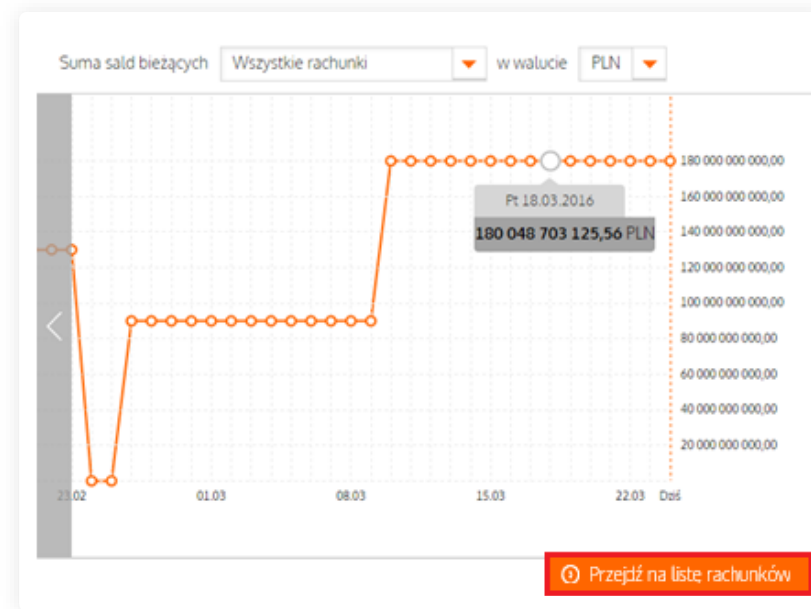 Suma sald bieżących Wszystkie rachunki w walucie PLN
180 000 000 000,00
Pt 18.03.2016
160 000 000 000,00
180 048 703 125,56 PLN
140 000 000 000,00
120 000 000 000,00
100 000 000 000,00
80 000 000 000,00
60 000 000 000,00
40 000 000 000,00
20 000 000 000,00
23.02 01.03 08.03 15.03 22.03 Dziś
Przejdź na listę rachunków